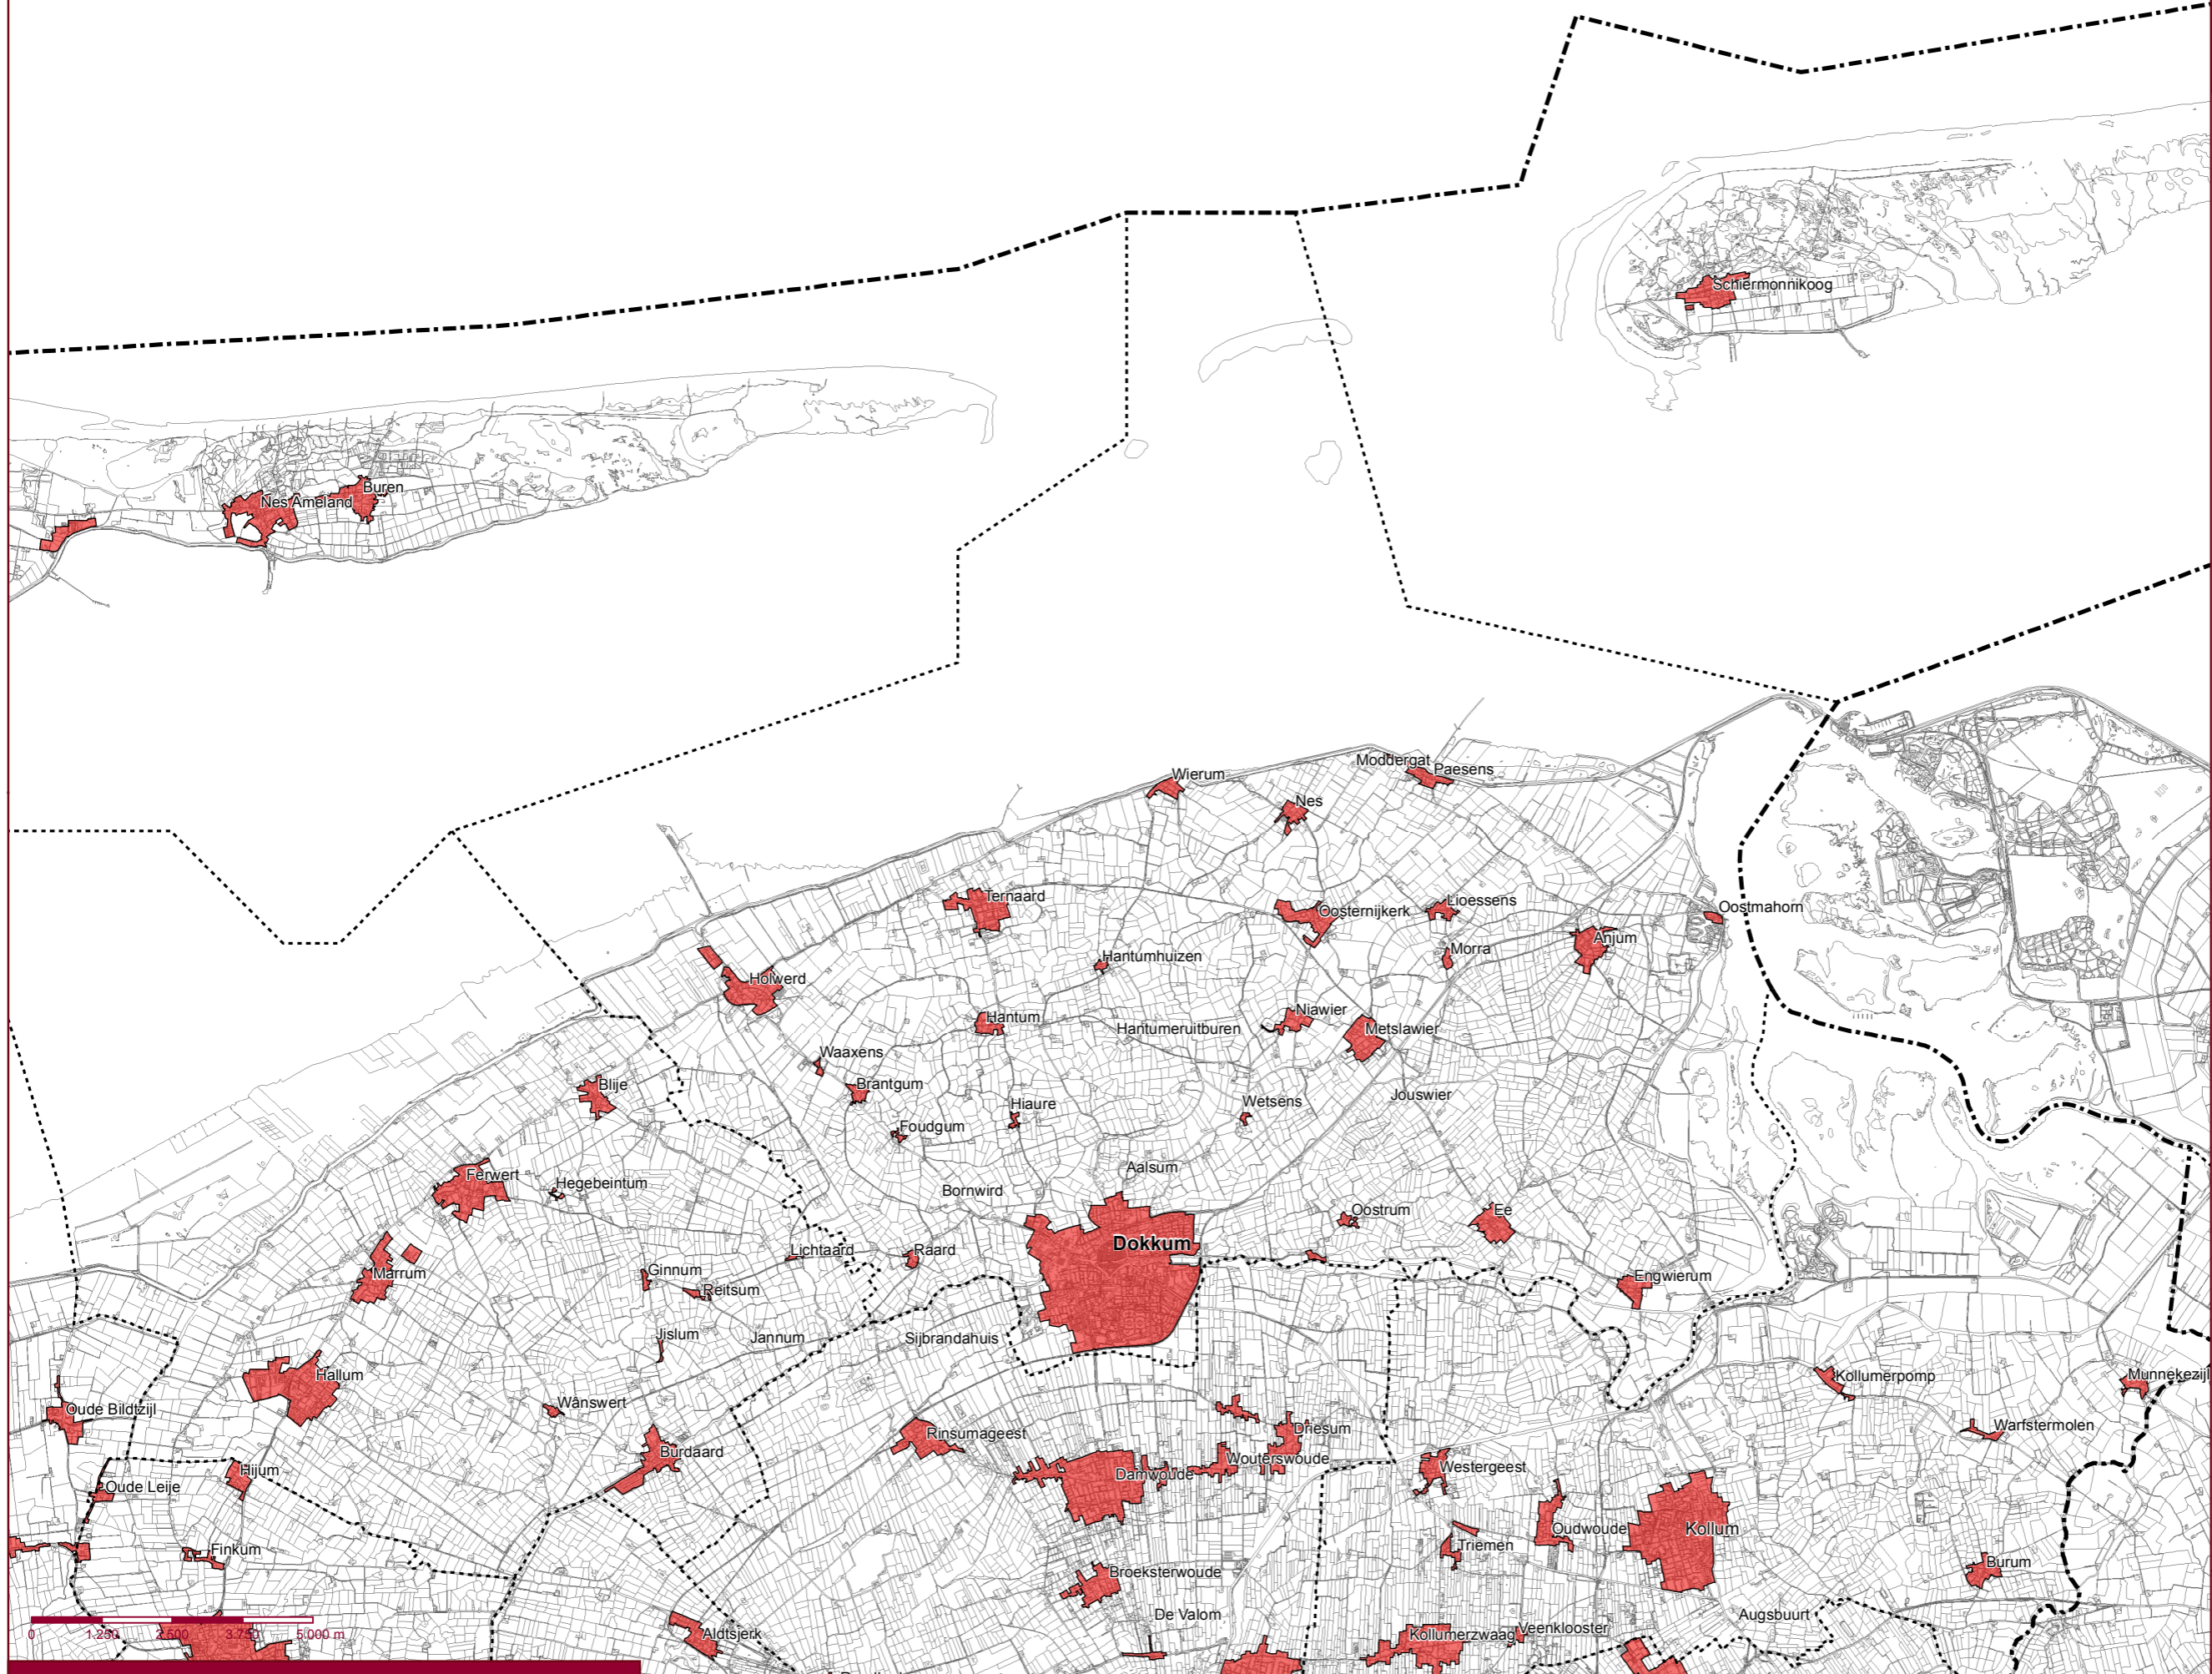 Schiermonnikoog
Buren
Nes Ameland
Moddergat
Paesens
Wierum
Nes
Ternaard
Lioessens
Oosternijkerk
Oostmahorn
Anjum
Morra
Hantumhuizen
Holwerd
Niawier
Hantum
Hantumeruitburen
Metslawier
Waaxens
Brantgum
Blije
Jouswier
Hiaure
Wetsens
Foudgum
Aalsum
Ferwert
Hegebeintum
Bornwird
Oostrum
Ee
Dokkum
Lichtaard
Raard
Ginnum
Marrum
Engwierum
Reitsum
Jislum
Jannum
Sijbrandahuis
Hallum
Kollumerpomp
Munnekezijl
Wânswert
Oude Bildtzijl
Warfstermolen
Driesum
Rinsumageest
Burdaard
Wouterswoude
Westergeest
Hijum
Damwoude
Oude Leije
Oudwoude
Kollum
Triemen
Finkum
Burum
Broeksterwoude
De Valom
Augsbuurt
Veenklooster
Kollumerzwaag
Aldtsjerk
0 1.250 2.500 3.750 5.000 m